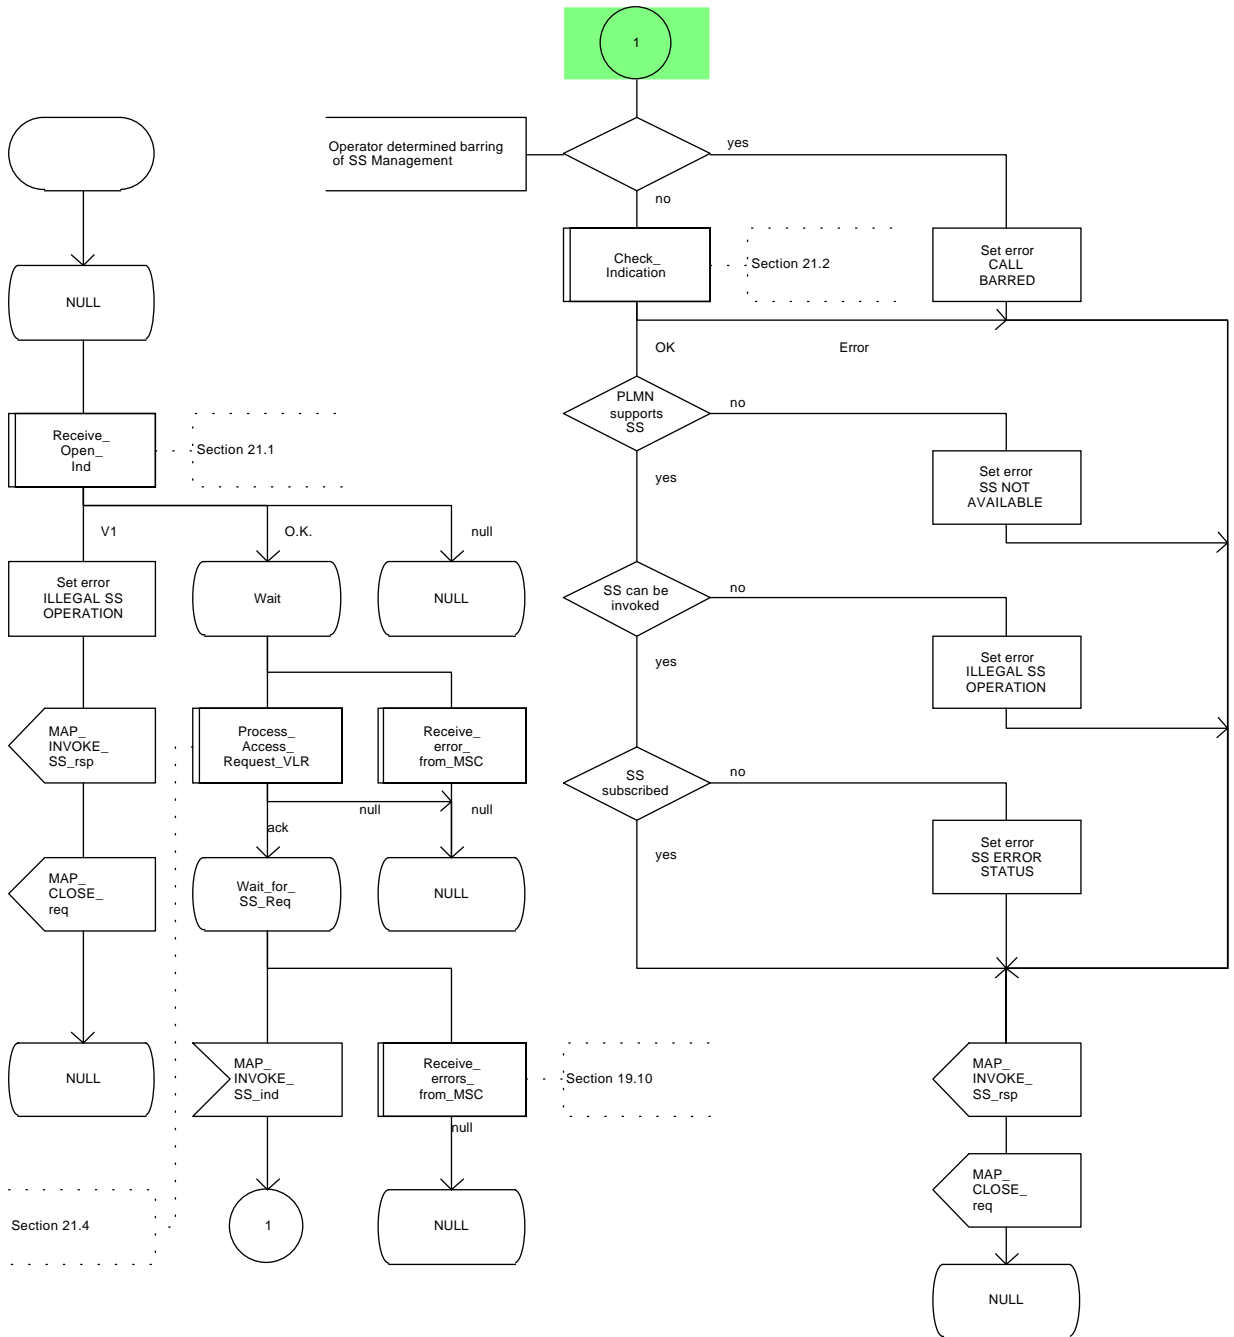 1
Operator determined barring
of SS Management
yes
no
Check_
Indication
Section 21.2
Set error
CALL
BARRED
NULL
OK
Error
PLMN
supports
SS
no
Receive_
Open_
Ind
Section 21.1
yes
Set error
SS NOT
AVAILABLE
V1
O.K.
null
Set error
ILLEGAL SS
OPERATION
Wait
NULL
SS can be
invoked
no
yes
Set error
ILLEGAL SS
OPERATION
MAP_
INVOKE_
SS_rsp
Process_
Access_
Request_VLR
Receive_
error_
from_MSC
SS
subscribed
no
null
null
ack
yes
Set error
SS ERROR
STATUS
MAP_
CLOSE_
req
Wait_for_
SS_Req
NULL
NULL
MAP_
INVOKE_
SS_ind
Receive_
errors_
from_MSC
Section 19.10
MAP_
INVOKE_
SS_rsp
null
Section 21.4
1
NULL
MAP_
CLOSE_
req
NULL